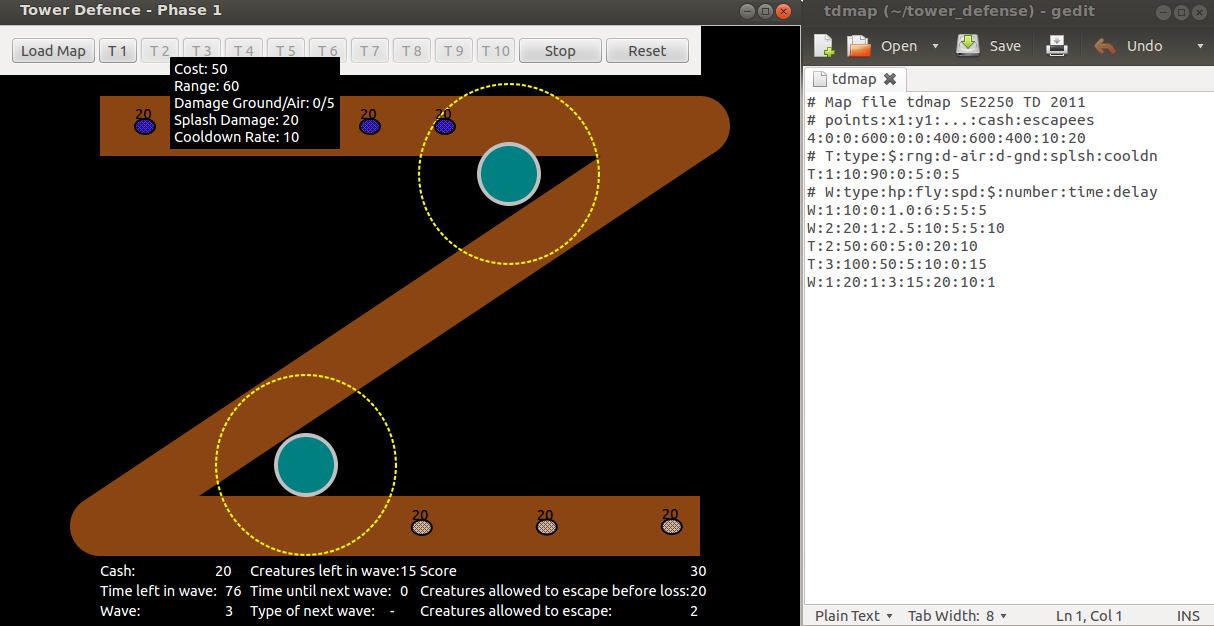 Tower Defence - Phase 1
Load Map T 1 T 2 T 3 T 4 T 5 T 6 T 7 T 8 T 9 T 10 Stop Reset
Cost: 50
Range: 60
Damage Ground/Air: 0/5
Splash Damage: 20
Cooldown Rate: 10
20 20 20
20 20 20
Cash: 20 Creatures left in wave:15 Score 30
Time left in wave: 76 Time until next wave: 0 Creatures allowed to escape before loss:20
Wave: 3 Type of next wave: - Creatures allowed to escape: 2
tdmap (~/tower_defense) - gedit
Open Save Undo
tdmap
# Map file tdmap SE2250 TD 2011
# points:x1:y1:...:cash:escapees
4:0:0:600:0:0:400:600:400:10:20
# T:type:$:rng:d-air:d-gnd:splsh:cooldn
T:1:10:90:0:5:0:5
# W:type:hp:fly:spd:$:number:time:delay
W:1:10:0:1.0:6:5:5:5
W:2:20:1:2.5:10:5:5:10
T:2:50:60:5:0:20:10
T:3:100:50:5:10:0:15
W:1:20:1:3:15:20:10:1
Plain Text Tab Width: 8 Ln 1, Col 1 INS